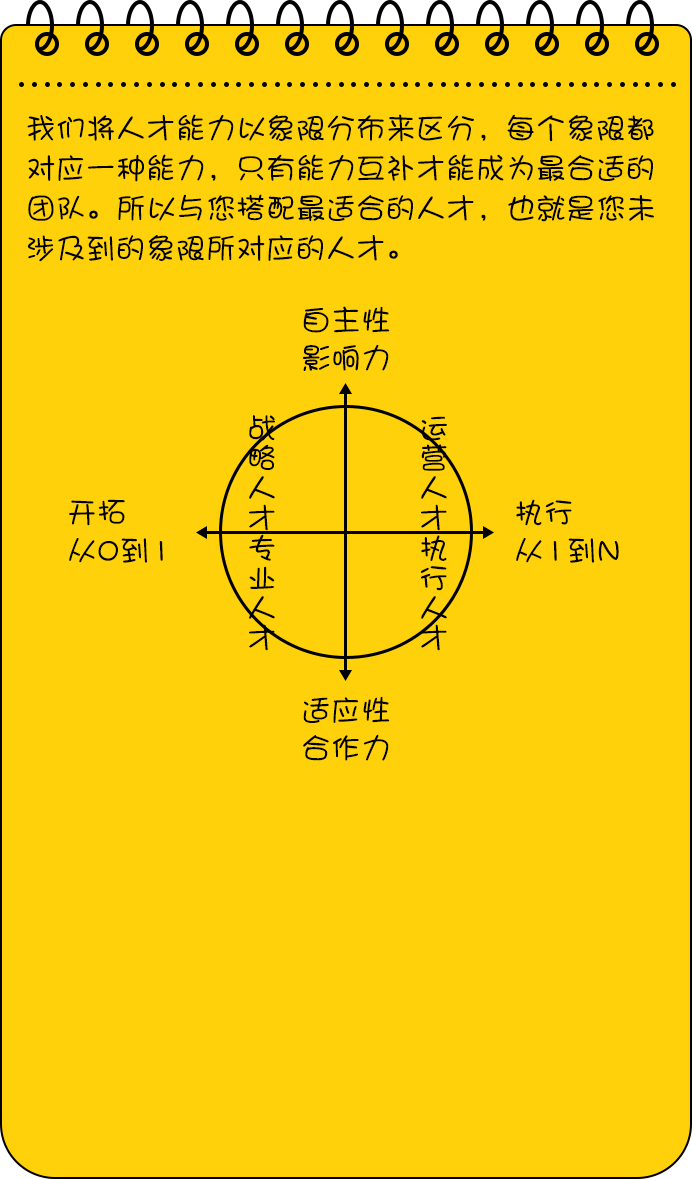 我们将人才能力以象限分布来区分，每个象限都
对应一种能力，只有能力互补才能成为最合适的
团队。所以与您搭配最适合的人才，也就是您未
涉及到的象限所对应的人才。
自主性
影响力
战略人才
运营人才
开拓
从0到1
执行
从1到N
专业人才
执行人才
适应性
合作力